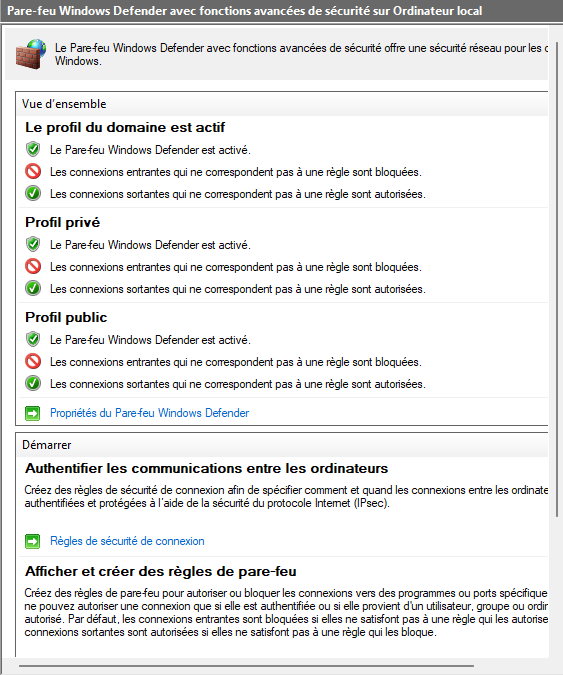 Pare-feu Windows Defender avec fonctions avancées de sécurité sur Ordinateur local
Le Pare-feu Windows Defender avec fonctions avancées de sécurité offre une sécurité réseau pour les
Windows.
Vue d'ensemble
Le profil du domaine est actif
Le Pare-feu Windows Defender est activé.
Les connexions entrantes qui ne correspondent pas à une règle sont bloquées.
Les connexions sortantes qui ne correspondent pas à une règle sont autorisées.
Profil privé
Le Pare-feu Windows Defender est activé.
Les connexions entrantes qui ne correspondent pas à une règle sont bloquées.
Les connexions sortantes qui ne correspondent pas à une règle sont autorisées.
Profil public
Le Pare-feu Windows Defender est activé.
Les connexions entrantes qui ne correspondent pas à une règle sont bloquées.
Les connexions sortantes qui ne correspondent pas à une règle sont autorisées.
Propriétés du Pare-feu Windows Defender
Démarrer
Authentifier les communications entre les ordinateurs
Créez des règles de sécurité de connexion afin de spécifier comment et quand les connexions entre les ordinate
authentifiées et protégées à l'aide de la sécurité du protocole Internet (IPsec).
Règles de sécurité de connexion
Afficher et créer des règles de pare-feu
Créez des règles de pare-feu pour autoriser ou bloquer les connexions vers des programmes ou ports spécifique
ne pouvez autoriser une connexion que si elle est authentifiée ou si elle provient d'un utilisateur, groupe ou ordin
autorisé. Par défaut, les connexions entrantes sont bloquées si elles ne satisfont pas à une règle qui les autorise
connexions sortantes sont autorisées si elles ne satisfont pas à une règle qui les bloque.